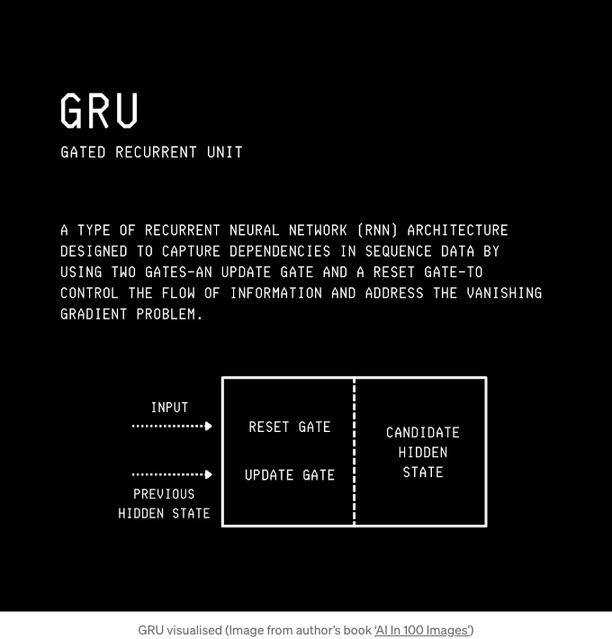 GRU
GATED RECURRENT UNIT
A TYPE OF RECURRENT NEURAL NETWORK (RNN) ARCHITECTURE
DESIGNED TO CAPTURE DEPENDENCIES IN SEQUENCE DATA BY
USING TWO GATES-AN UPDATE GATE AND A RESET GATE-TO
CONTROL THE FLOW OF INFORMATION AND ADDRESS THE VANISHING
GRADIENT PROBLEM.
INPUT
PREVIOUS
HIDDEN STATE
RESET GATE
UPDATE GATE
CANDIDATE
HIDDEN
STATE
GRU visualised (Image from author's book ‘AI In 100 Images’)